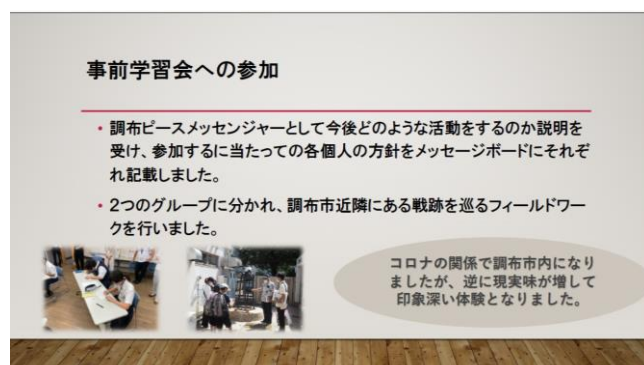 事前学習会への参加
• 調布ピースメッセンジャーとして今後どのような活動をするのか説明を
受け、参加するに当たっての各個人の方針をメッセージボードにそれぞ
れ記載しました。
• 2つのグループに分かれ、調布市近隣にある戦跡を巡るフィールドワー
クを行いました。
コロナの関係で調布市内になり
ましたが、逆に現実味が増して
印象深い体験となりました。